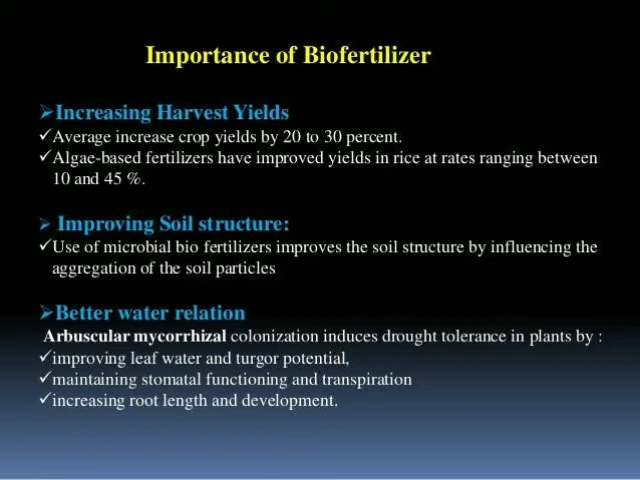 Importance of Biofertilizer
➢Increasing Harvest Yields
✓Average increase crop yields by 20 to 30 percent.
✓Algae-based fertilizers have improved yields in rice at rates ranging between
10 and 45 %.
➢ Improving Soil structure:
✓Use of microbial bio fertilizers improves the soil structure by influencing the
aggregation of the soil particles
➢Better water relation
Arbuscular mycorrhizal colonization induces drought tolerance in plants by :
✓improving leaf water and turgor potential,
✓maintaining stomatal functioning and transpiration
✓increasing root length and development.